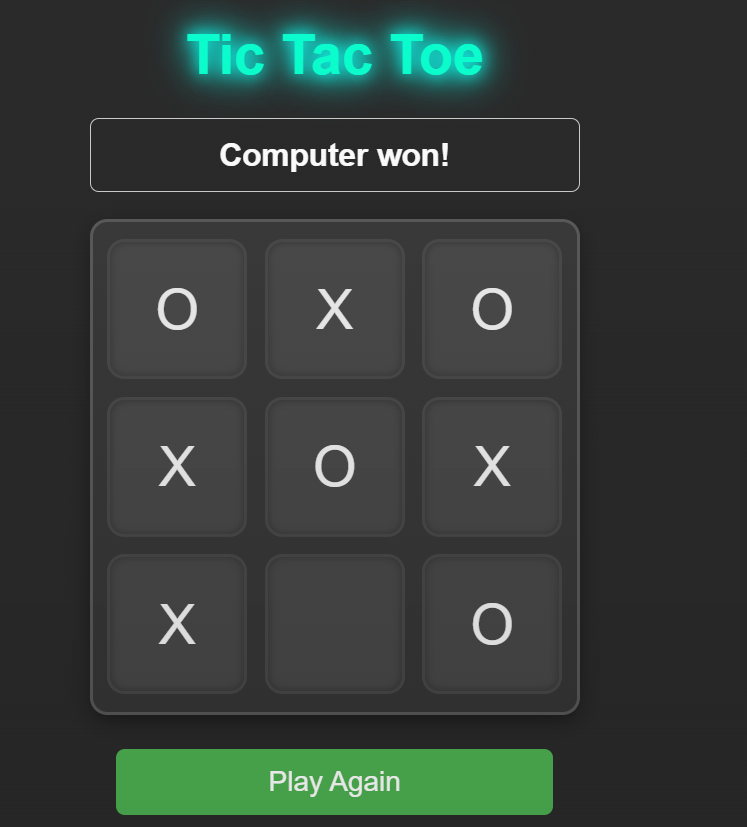 Tic Tac Toe
Computer won!
O X O
X O X
X O
Play Again